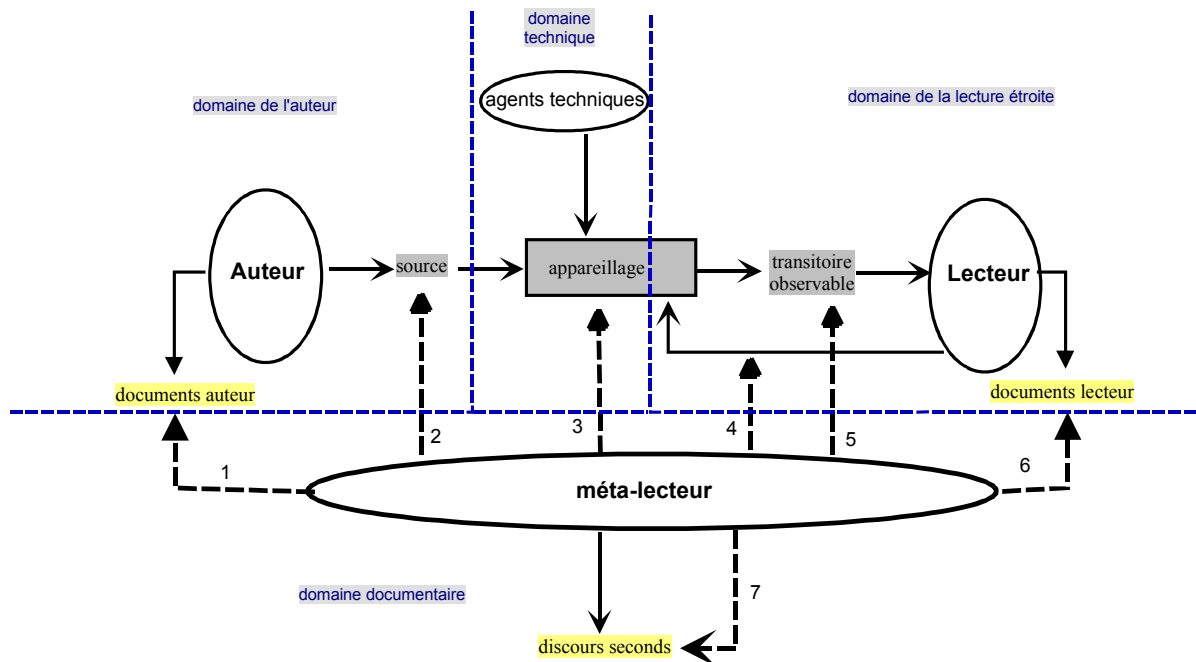 domaine
technique
domaine de l'auteur
agents techniques
domaine de la lecture étroite
Auteur
source
appareillage
transitoire
observable
Lecteur
documents auteur
documents lecteur
1
2
3
4
5
6
méta-lecteur
domaine documentaire
7
discours seconds